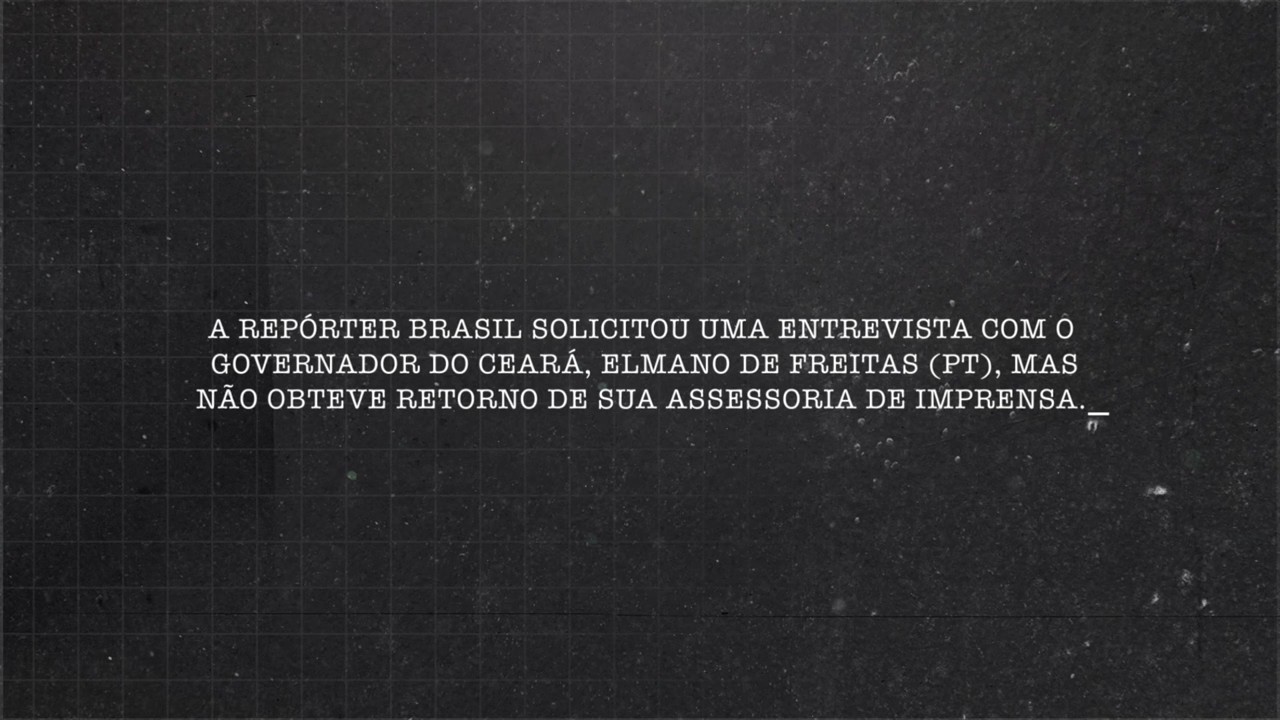 A REPÓRTER BRASIL SOLICITOU UMA ENTREVISTA COM O
GOVERNADOR DO CEARÁ, ELMANO DE FREITAS (PT), MAS
NÃO OBTEVE RETORNO DE SUA ASSESSORIA DE IMPRENSA._